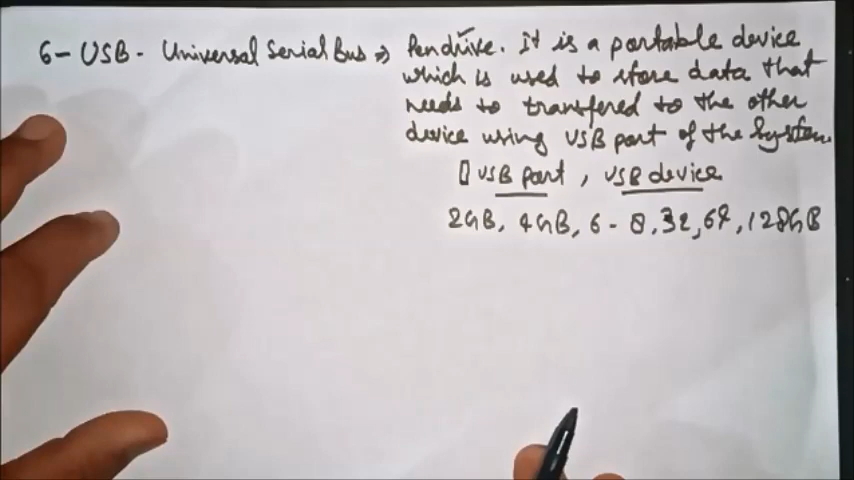 6- USB - Universal Serial Bus ⇒ Pendrive. It is a portable device
which is used to store data that
needs to transfered to the other
device using USB port of the System.
USB port, USB device
2GB, 4GB, 6 - 8, 32, 64, 128GB